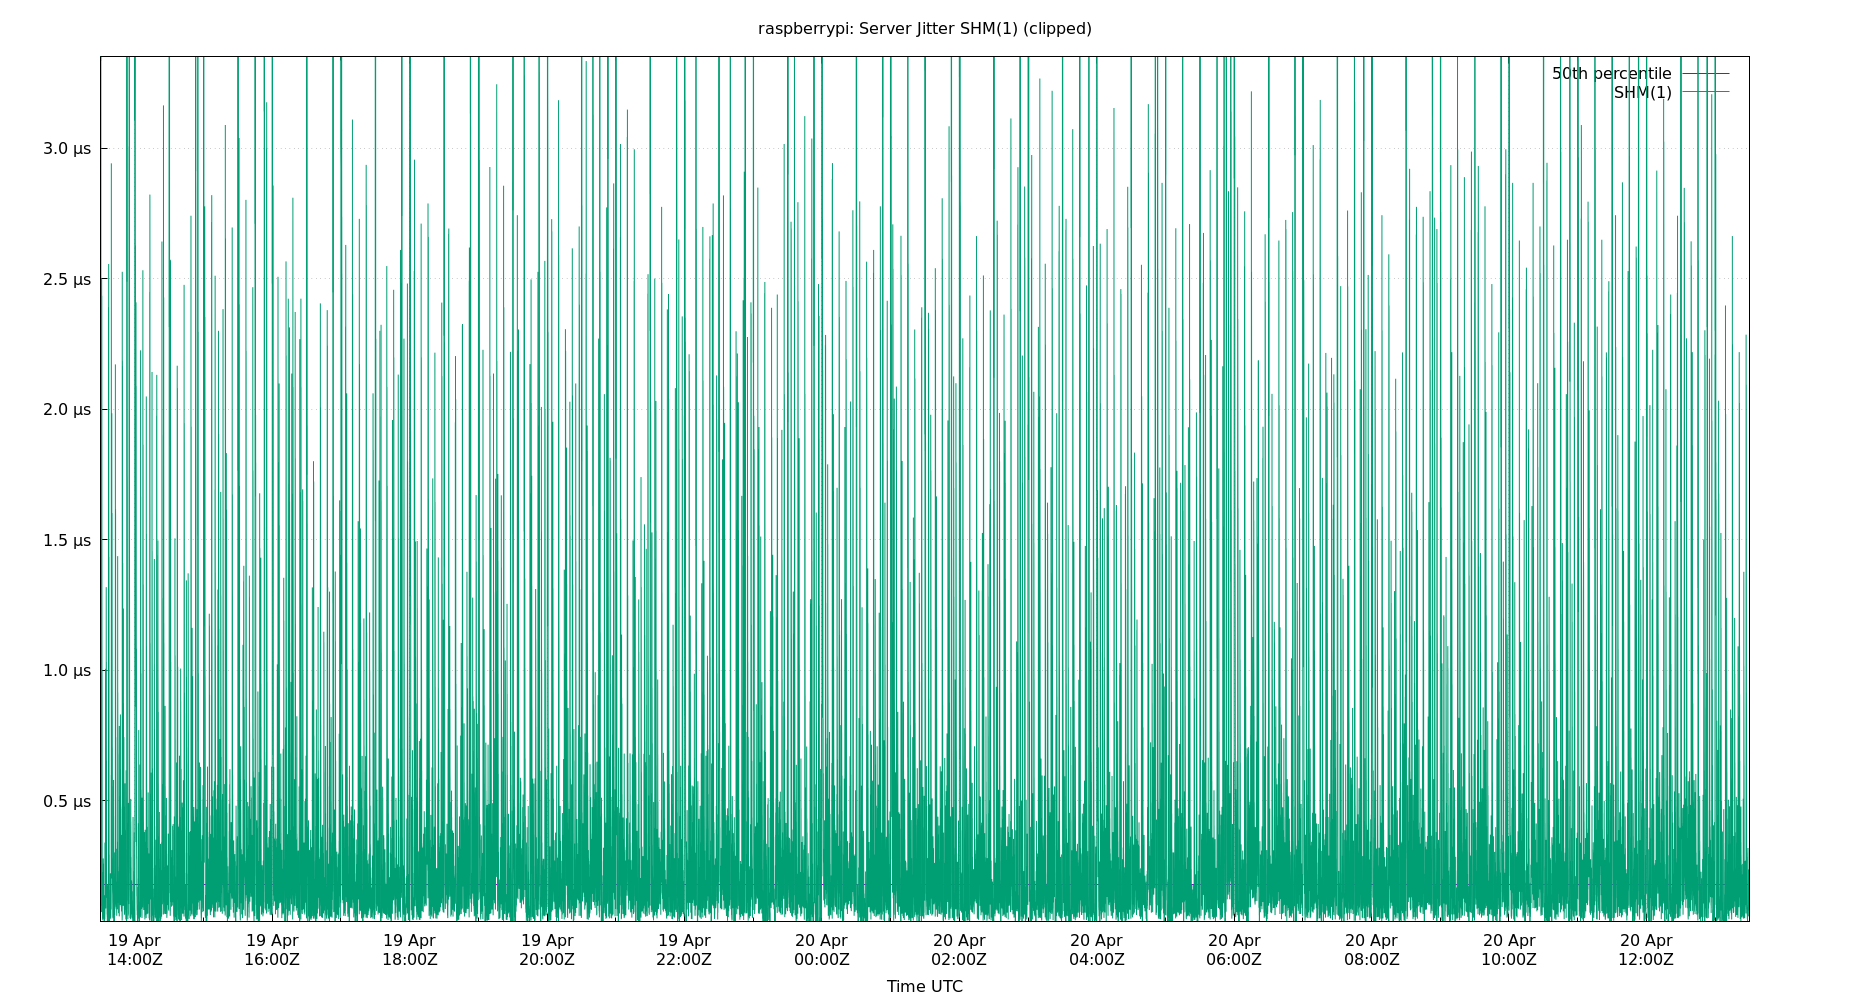 raspberrypi: Server Jitter SHM(1) (clipped)
50th percentile
SHM(1)
3.0 µs
2.5 µs
2.0 µs
1.5 µs
1.0 µs
0.5 µs
19 Apr 19 Apr 19 Apr 19 Apr 19 Apr 20 Apr 20 Apr 20 Apr 20 Apr 20 Apr 20 Apr 20 Apr
14:00Z 16:00Z 18:00Z 20:00Z 22:00Z 00:00Z 02:00Z 04:00Z 06:00Z 08:00Z 10:00Z 12:00Z
Time UTC